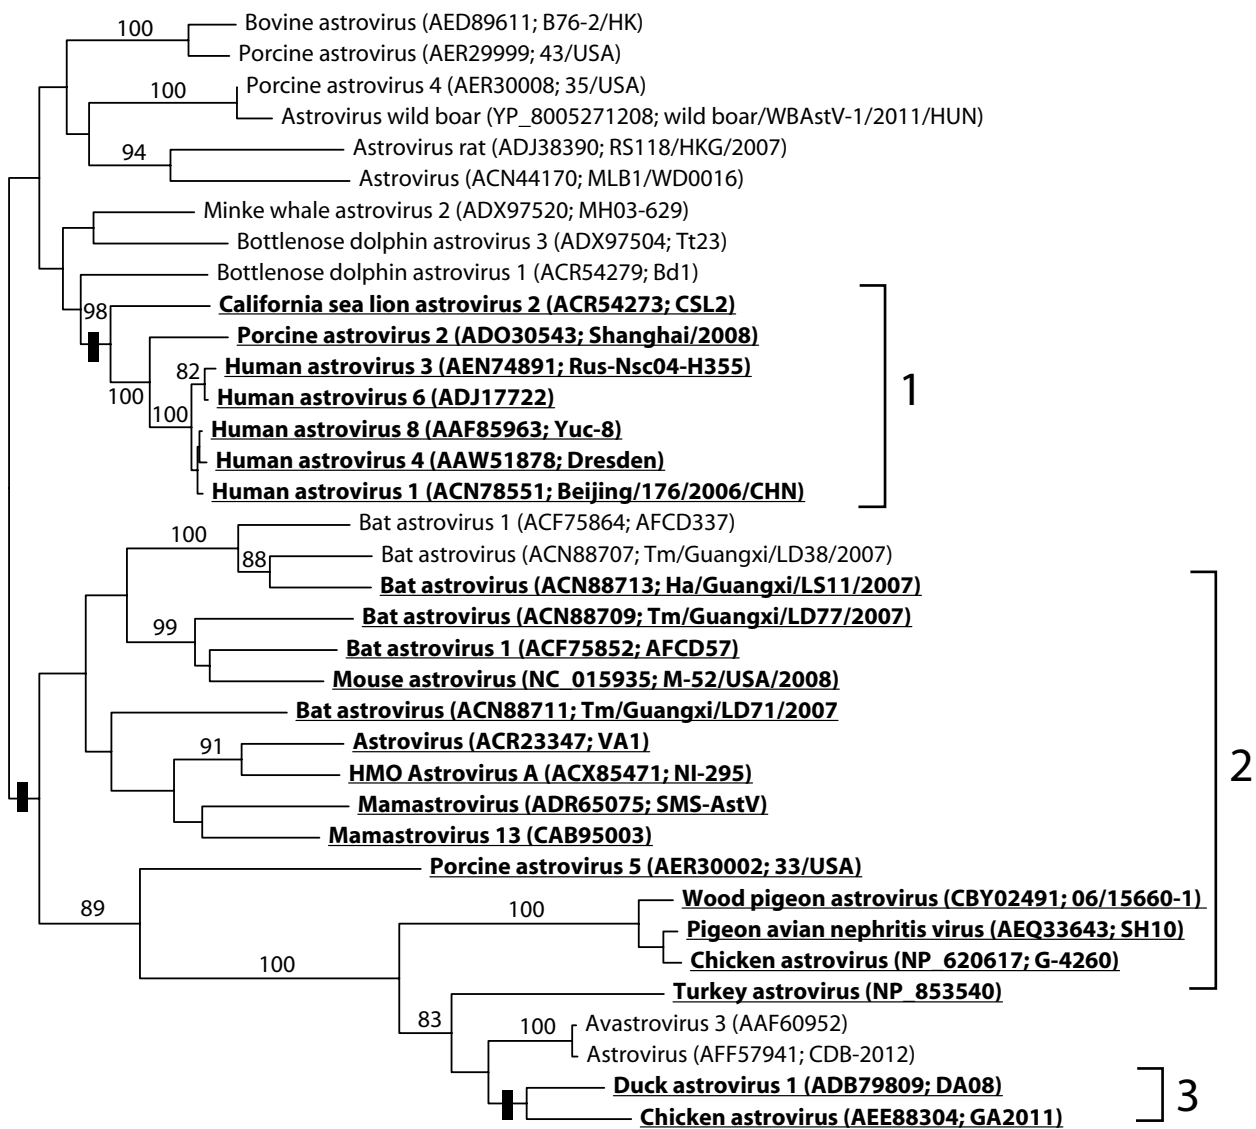 100
Bovine astrovirus (AED89611; B76-2/HK)
Porcine astrovirus (AER29999; 43/USA)
100
Porcine astrovirus 4 (AER30008; 35/USA)
Astrovirus wild boar (YP_8005271208; wild boar/WBAstV-1/2011/HUN)
94
Astrovirus rat (ADJ38390; RS118/HKG/2007)
Astrovirus (ACN44170; MLB1/WD0016)
Minke whale astrovirus 2 (ADX97520; MH03-629)
Bottlenose dolphin astrovirus 3 (ADX97504; Tt23)
Bottlenose dolphin astrovirus 1 (ACR54279; Bd1)
98
California sea lion astrovirus 2 (ACR54273; CSL2)
Porcine astrovirus 2 (ADO30543; Shanghai/2008)
82
Human astrovirus 3 (AEN74891; Rus-Nsc04-H355)
100
Human astrovirus 6 (ADJ17722)
1
100
Human astrovirus 8 (AAF85963; Yuc-8)
Human astrovirus 4 (AAW51878; Dresden)
Human astrovirus 1 (ACN78551; Beijing/176/2006/CHN)
100
Bat astrovirus 1 (ACF75864; AFCD337)
88
Bat astrovirus (ACN88707; Tm/Guangxi/LD38/2007)
Bat astrovirus (ACN88713; Ha/Guangxi/LS11/2007)
99
Bat astrovirus (ACN88709; Tm/Guangxi/LD77/2007)
Bat astrovirus 1 (ACF75852; AFCD57)
Mouse astrovirus (NC_015935; M-52/USA/2008)
Bat astrovirus (ACN88711; Tm/Guangxi/LD71/2007
91
Astrovirus (ACR23347; VA1)
2
HMO Astrovirus A (ACX85471; NI-295)
Mamastrovirus (ADR65075; SMS-AstV)
Mamastrovirus 13 (CAB95003)
Porcine astrovirus 5 (AER30002; 33/USA)
89
100
Wood pigeon astrovirus (CBY02491; 06/15660-1)
Pigeon avian nephritis virus (AEQ33643; SH10)
100
Chicken astrovirus (NP_620617; G-4260)
Turkey astrovirus (NP_853540)
83
100
Avastrovirus 3 (AAF60952)
Astrovirus (AFF57941; CDB-2012)
Duck astrovirus 1 (ADB79809; DA08)
3
Chicken astrovirus (AEE88304; GA2011)